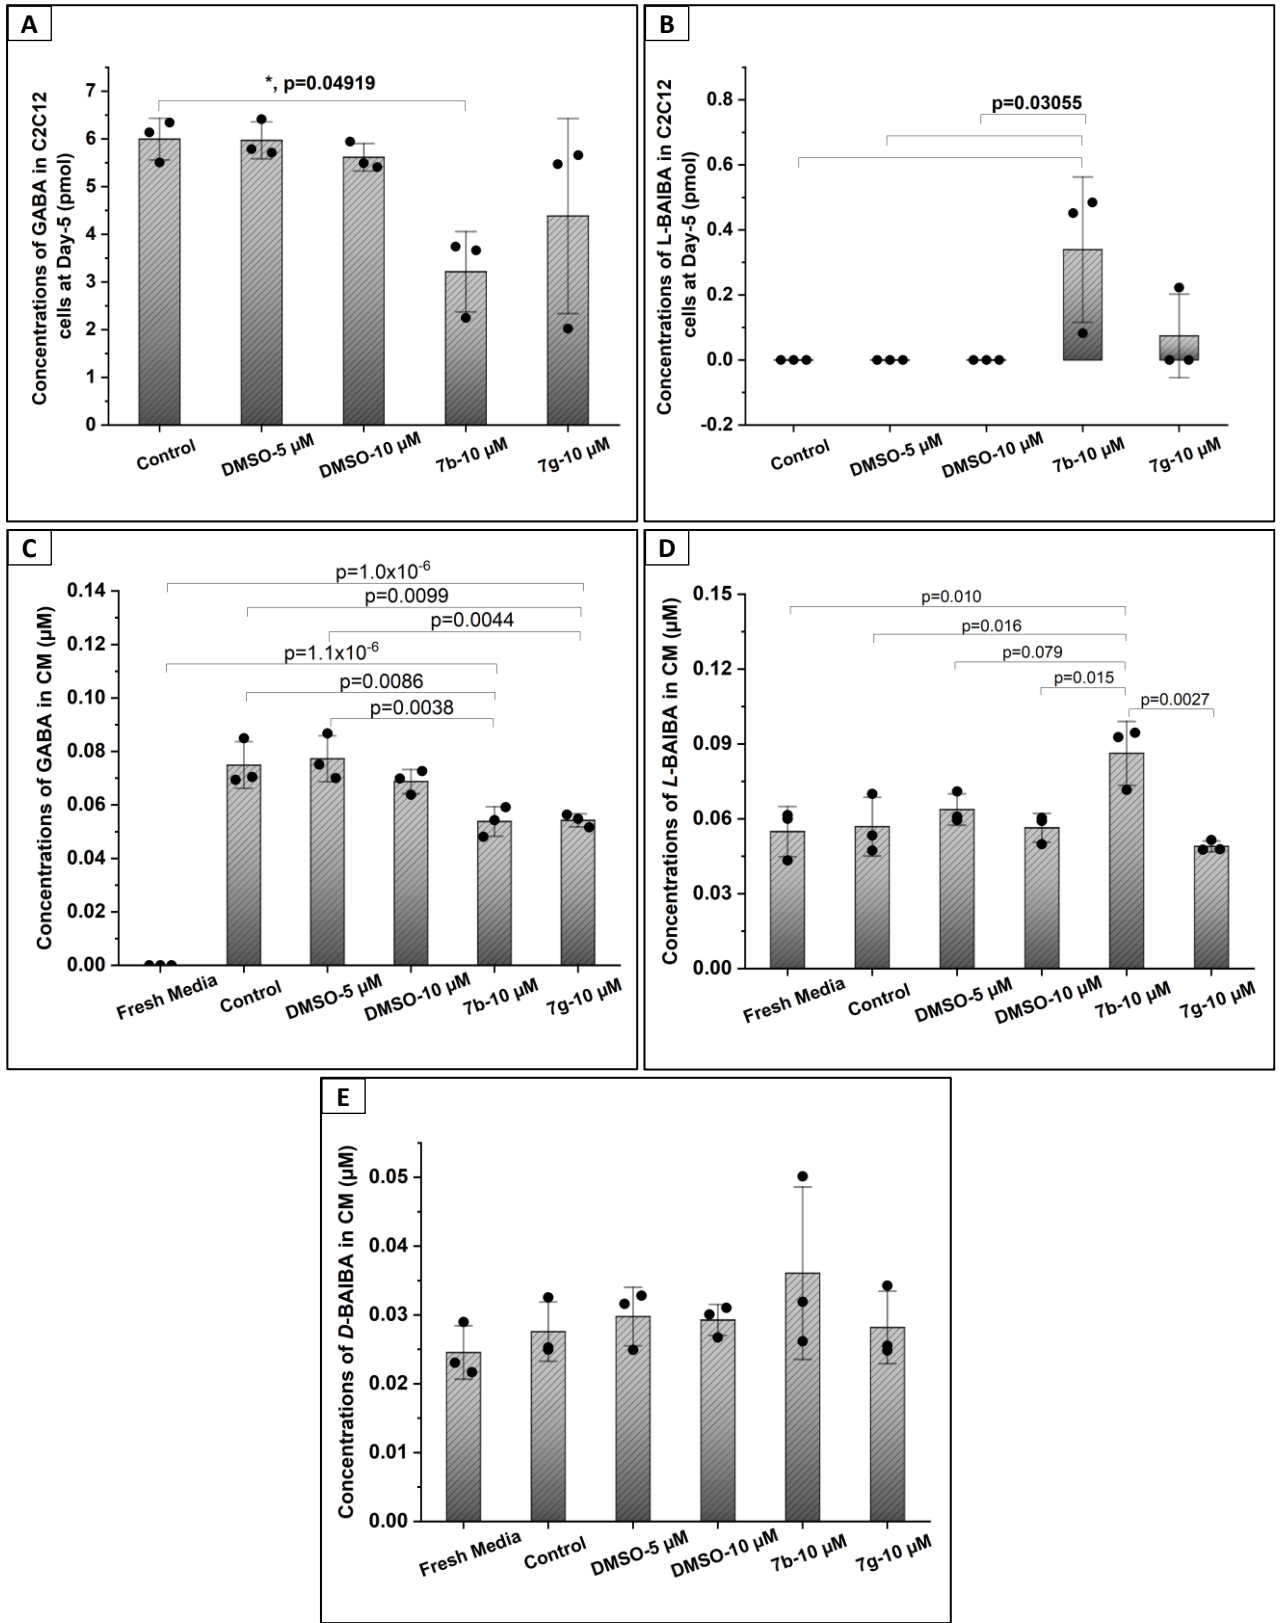 A
Concentrations of GABA in C2C12
cells at Day-5 (pmol)
*, p=0.04919
7
6
5
4
3
2
1
0
Control
DMSO-5 µM
DMSO-10 µM
7b-10 µM
7g-10 µM
B
Concentrations of L-BAIBA in C2C12
cells at Day-5 (pmol)
p=0.03055
0.8
0.6
0.4
0.2
0.0
-0.2
Control
DMSO-5 µM
DMSO-10 µM
7b-10 µM
7g-10 µM
C
Concentrations of GABA in CM (µM)
p=1.0x10-6
p=0.0099
p=0.0044
p=1.1x10-6
p=0.0086
p=0.0038
0.14
0.12
0.10
0.08
0.06
0.04
0.02
0.00
Fresh Media
Control
DMSO-5 µM
DMSO-10 µM
7b-10 µM
7g-10 µM
D
Concentrations of L-BAIBA in CM (µM)
p=0.010
p=0.016
p=0.079
p=0.015
p=0.0027
0.15
0.12
0.09
0.06
0.03
0.00
Fresh Media
Control
DMSO-5 µM
DMSO-10 µM
7b-10 µM
7g-10 µM
E
Concentrations of D-BAIBA in CM (µM)
0.05
0.04
0.03
0.02
0.01
0.00
Fresh Media
Control
DMSO-5 µM
DMSO-10 µM
7b-10 µM
7g-10 µM